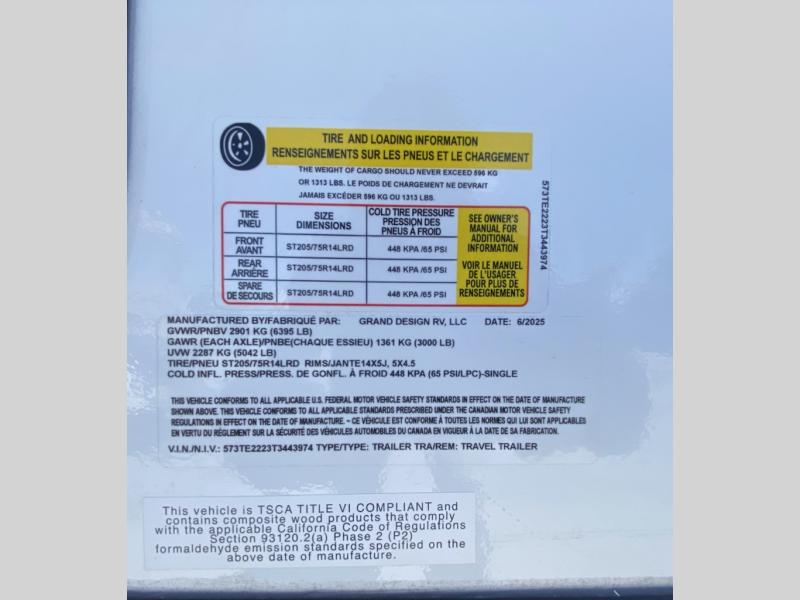 TIRE AND LOADING INFORMATION
RENSEIGNEMENTS SUR LES PNEUS ET LE CHARGEMENT
THE WEIGHT OF CARGO SHOULD NEVER EXCEED 596 KG
OR 1313 LBS. LE POIDS DE CHARGEMENT NE DEVRAIT
JAMAIS EXCÉDER 596 KG OU 1313 LBS.
TIRE
PNEU
SIZE
DIMENSIONS
COLD TIRE PRESSURE
PRESSION DES
PNEUS À FROID
FRONT
AVANT
ST205/75R14LRD
448 KPA /65 PSI
REAR
ARRIÈRE
ST205/75R14LRD
448 KPA /65 PSI
SPARE
DE SECOURS
ST205/75R14LRD
448 KPA /65 PSI
SEE OWNER'S
MANUAL FOR
ADDITIONAL
INFORMATION
VOIR LE MANUEL
DE L'USAGER
POUR PLUS DE
RENSEIGNEMENTS
573TE2223T3443974
MANUFACTURED BY/FABRIQUÉ PAR: GRAND DESIGN RV, LLC DATE: 6/2025
GVWR/PNBV 2901 KG (6395 LB)
GAWR (EACH AXLE)/PNBE(CHAQUE ESSIEU) 1361 KG (3000 LB)
UVW 2287 KG (5042 LB)
TIRE/PNEU ST205/75R14LRD RIMS/JANTE14X5J, 5X4.5
COLD INFL. PRESS/PRESS. DE GONFL. À FROID 448 KPA (65 PSI/LPC)-SINGLE
THIS VEHICLE CONFORMS TO ALL APPLICABLE U.S. FEDERAL MOTOR VEHICLE SAFETY STANDARDS IN EFFECT ON THE DATE OF MANUFACTURE
SHOWN ABOVE. THIS VEHICLE CONFORMS TO ALL APPLICABLE STANDARDS PRESCRIBED UNDER THE CANADIAN MOTOR VEHICLE SAFETY
REGULATIONS IN EFFECT ON THE DATE OF MANUFACTURE. - CE VÉHICULE EST CONFORME À TOUTES LES NORMES QUI LUI SONT APPLICABLES
EN VERTU DU RÈGLEMENT SUR LA SÉCURITÉ DES VÉHICULES AUTOMOBILES DU CANADA EN VIGUEUR À LA DATE DE SA FABRICATION.
V.I.N./N.I.V.: 573TE2223T3443974 TYPE/TYPE: TRAILER TRA/REM: TRAVEL TRAILER
This vehicle is TSCA TITLE VI COMPLIANT and
contains composite wood products that comply
with the applicable California Code of Regulations
Section 93120.2(a) Phase 2 (P2)
formaldehyde emission standards specified on the
above date of manufacture.